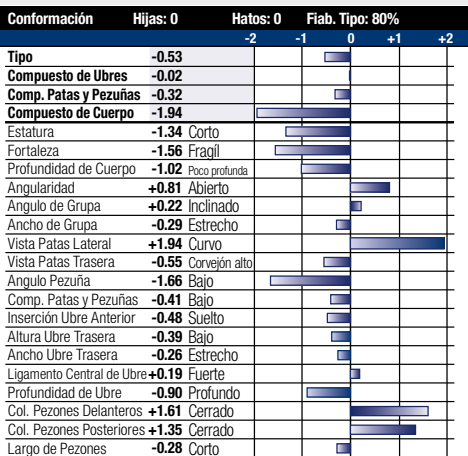 Conformación Hijas: 0 Hatos: 0 Fiab. Tipo: 80%
-2 -1 0 +1 +2
Tipo -0.53
Compuesto de Ubres -0.02
Comp. Patas y Pezuñas -0.32
Compuesto de Cuerpo -1.94
Estatura -1.34 Corto
Fortaleza -1.56 Fragíl
Profundidad de Cuerpo -1.02 Poco profunda
Angularidad +0.81 Abierto
Angulo de Grupa +0.22 Inclinado
Ancho de Grupa -0.29 Estrecho
Vista Patas Lateral +1.94 Curvo
Vista Patas Trasera -0.55 Corvejón alto
Angulo Pezuña -1.66 Bajo
Comp. Patas y Pezuñas -0.41 Bajo
Inserción Ubre Anterior -0.48 Suelto
Altura Ubre Trasera -0.39 Bajo
Ancho Ubre Trasera -0.26 Estrecho
Ligamento Central de Ubre +0.19 Fuerte
Profundidad de Ubre -0.90 Profundo
Col. Pezones Delanteros +1.61 Cerrado
Col. Pezones Posteriores +1.35 Cerrado
Largo de Pezones -0.28 Corto